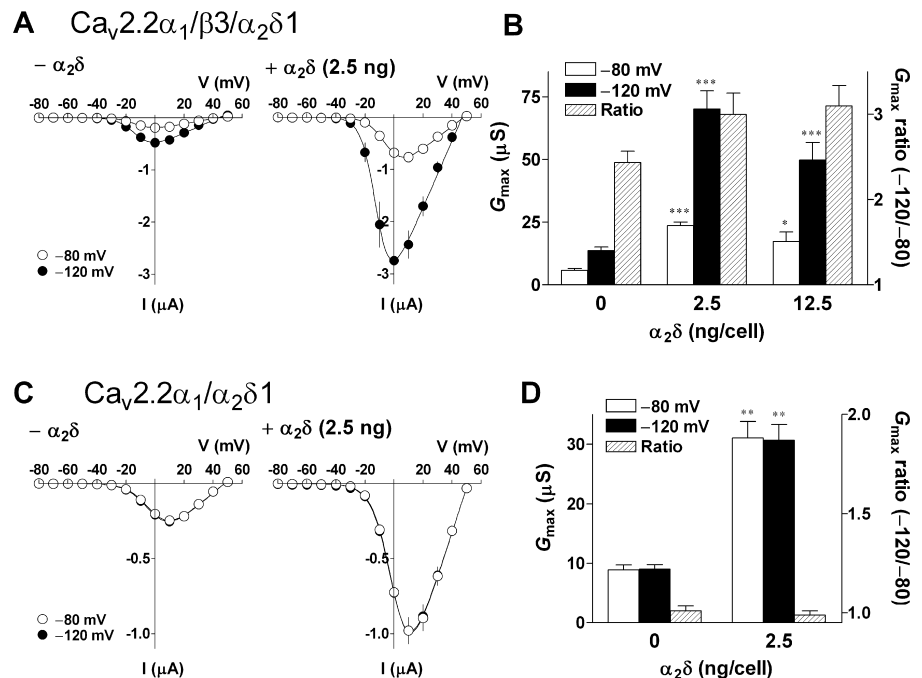 A Cav2.2α1/β3/α2δ1
− α2δ
V (mV)
-80 -60 -40 -20 0 20 40 60
-1
-2
-3
−80 mV
−120 mV
I (µA)
+ α2δ (2.5 ng)
V (mV)
-80 -60 -40 -20 0 20 40 60
-1
-2
-3
I (µA)
B
−80 mV
−120 mV
Ratio
Gmax (µS)
75
50
25
0
***
***
*
***
Gmax ratio (−120/−80)
3
2
1
0 2.5 12.5
α2δ (ng/cell)
C Cav2.2α1/α2δ1
− α2δ
V (mV)
-80 -60 -40 -20 0 20 40 60
-0.5
-1.0
−80 mV
−120 mV
I (µA)
+ α2δ (2.5 ng)
V (mV)
-80 -60 -40 -20 0 20 40 60
-0.5
-1.0
I (µA)
D
−80 mV
−120 mV
Ratio
Gmax (µS)
30
20
10
0
** **
Gmax ratio (−120/−80)
2.0
1.5
1.0
0 2.5
α2δ (ng/cell)